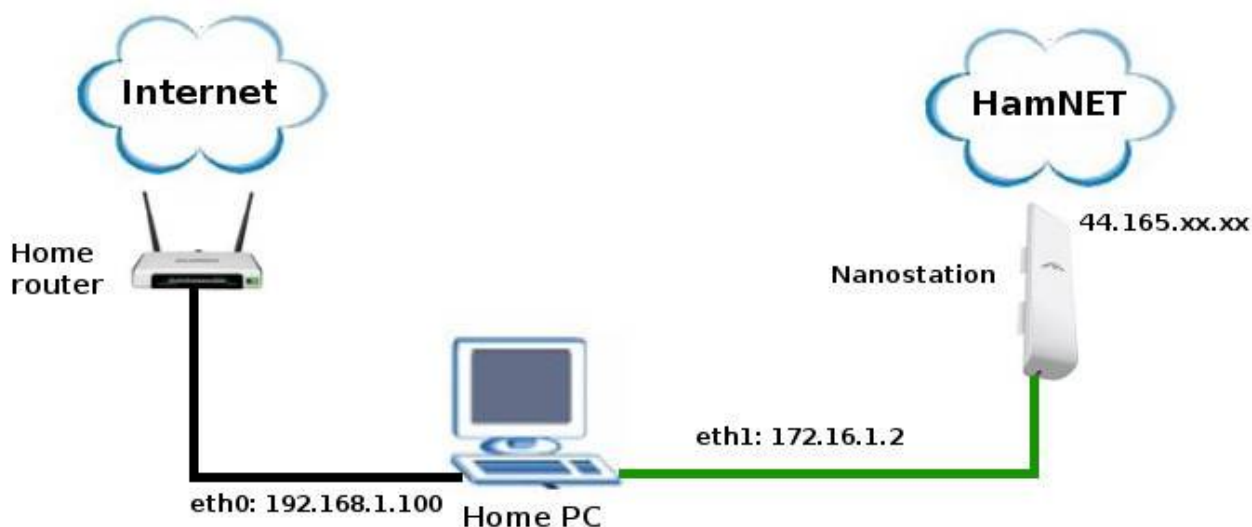 Internet
HamNET
44.165.xx.xx
Home
router
Nanostation
eth1: 172.16.1.2
eth0: 192.168.1.100
Home PC